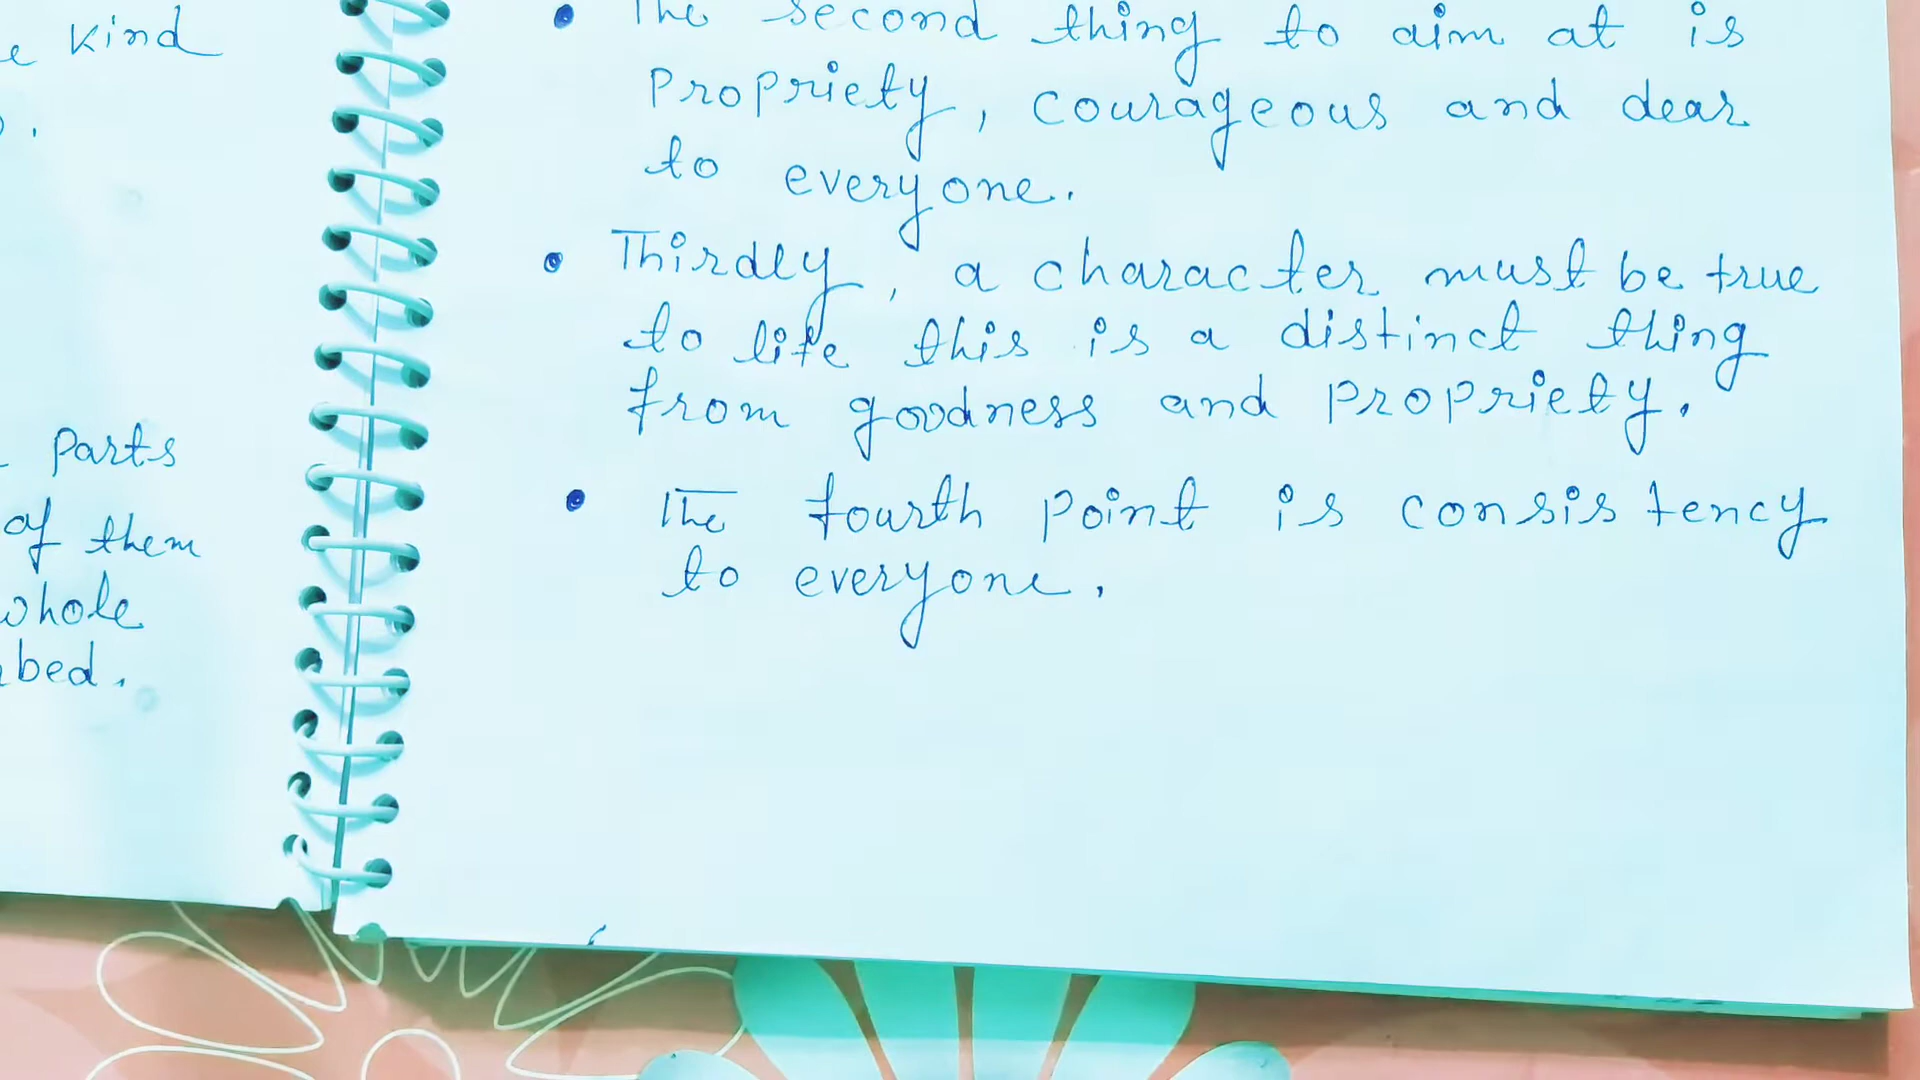 kind
Parts
of them
whole
The second thing to aim at is
Propriety, courageous and dear
to everyone.
Thirdly, a character must be true
to life this is a distinct thing
from goodness and propriety.
The fourth point is consistency
to everyone.